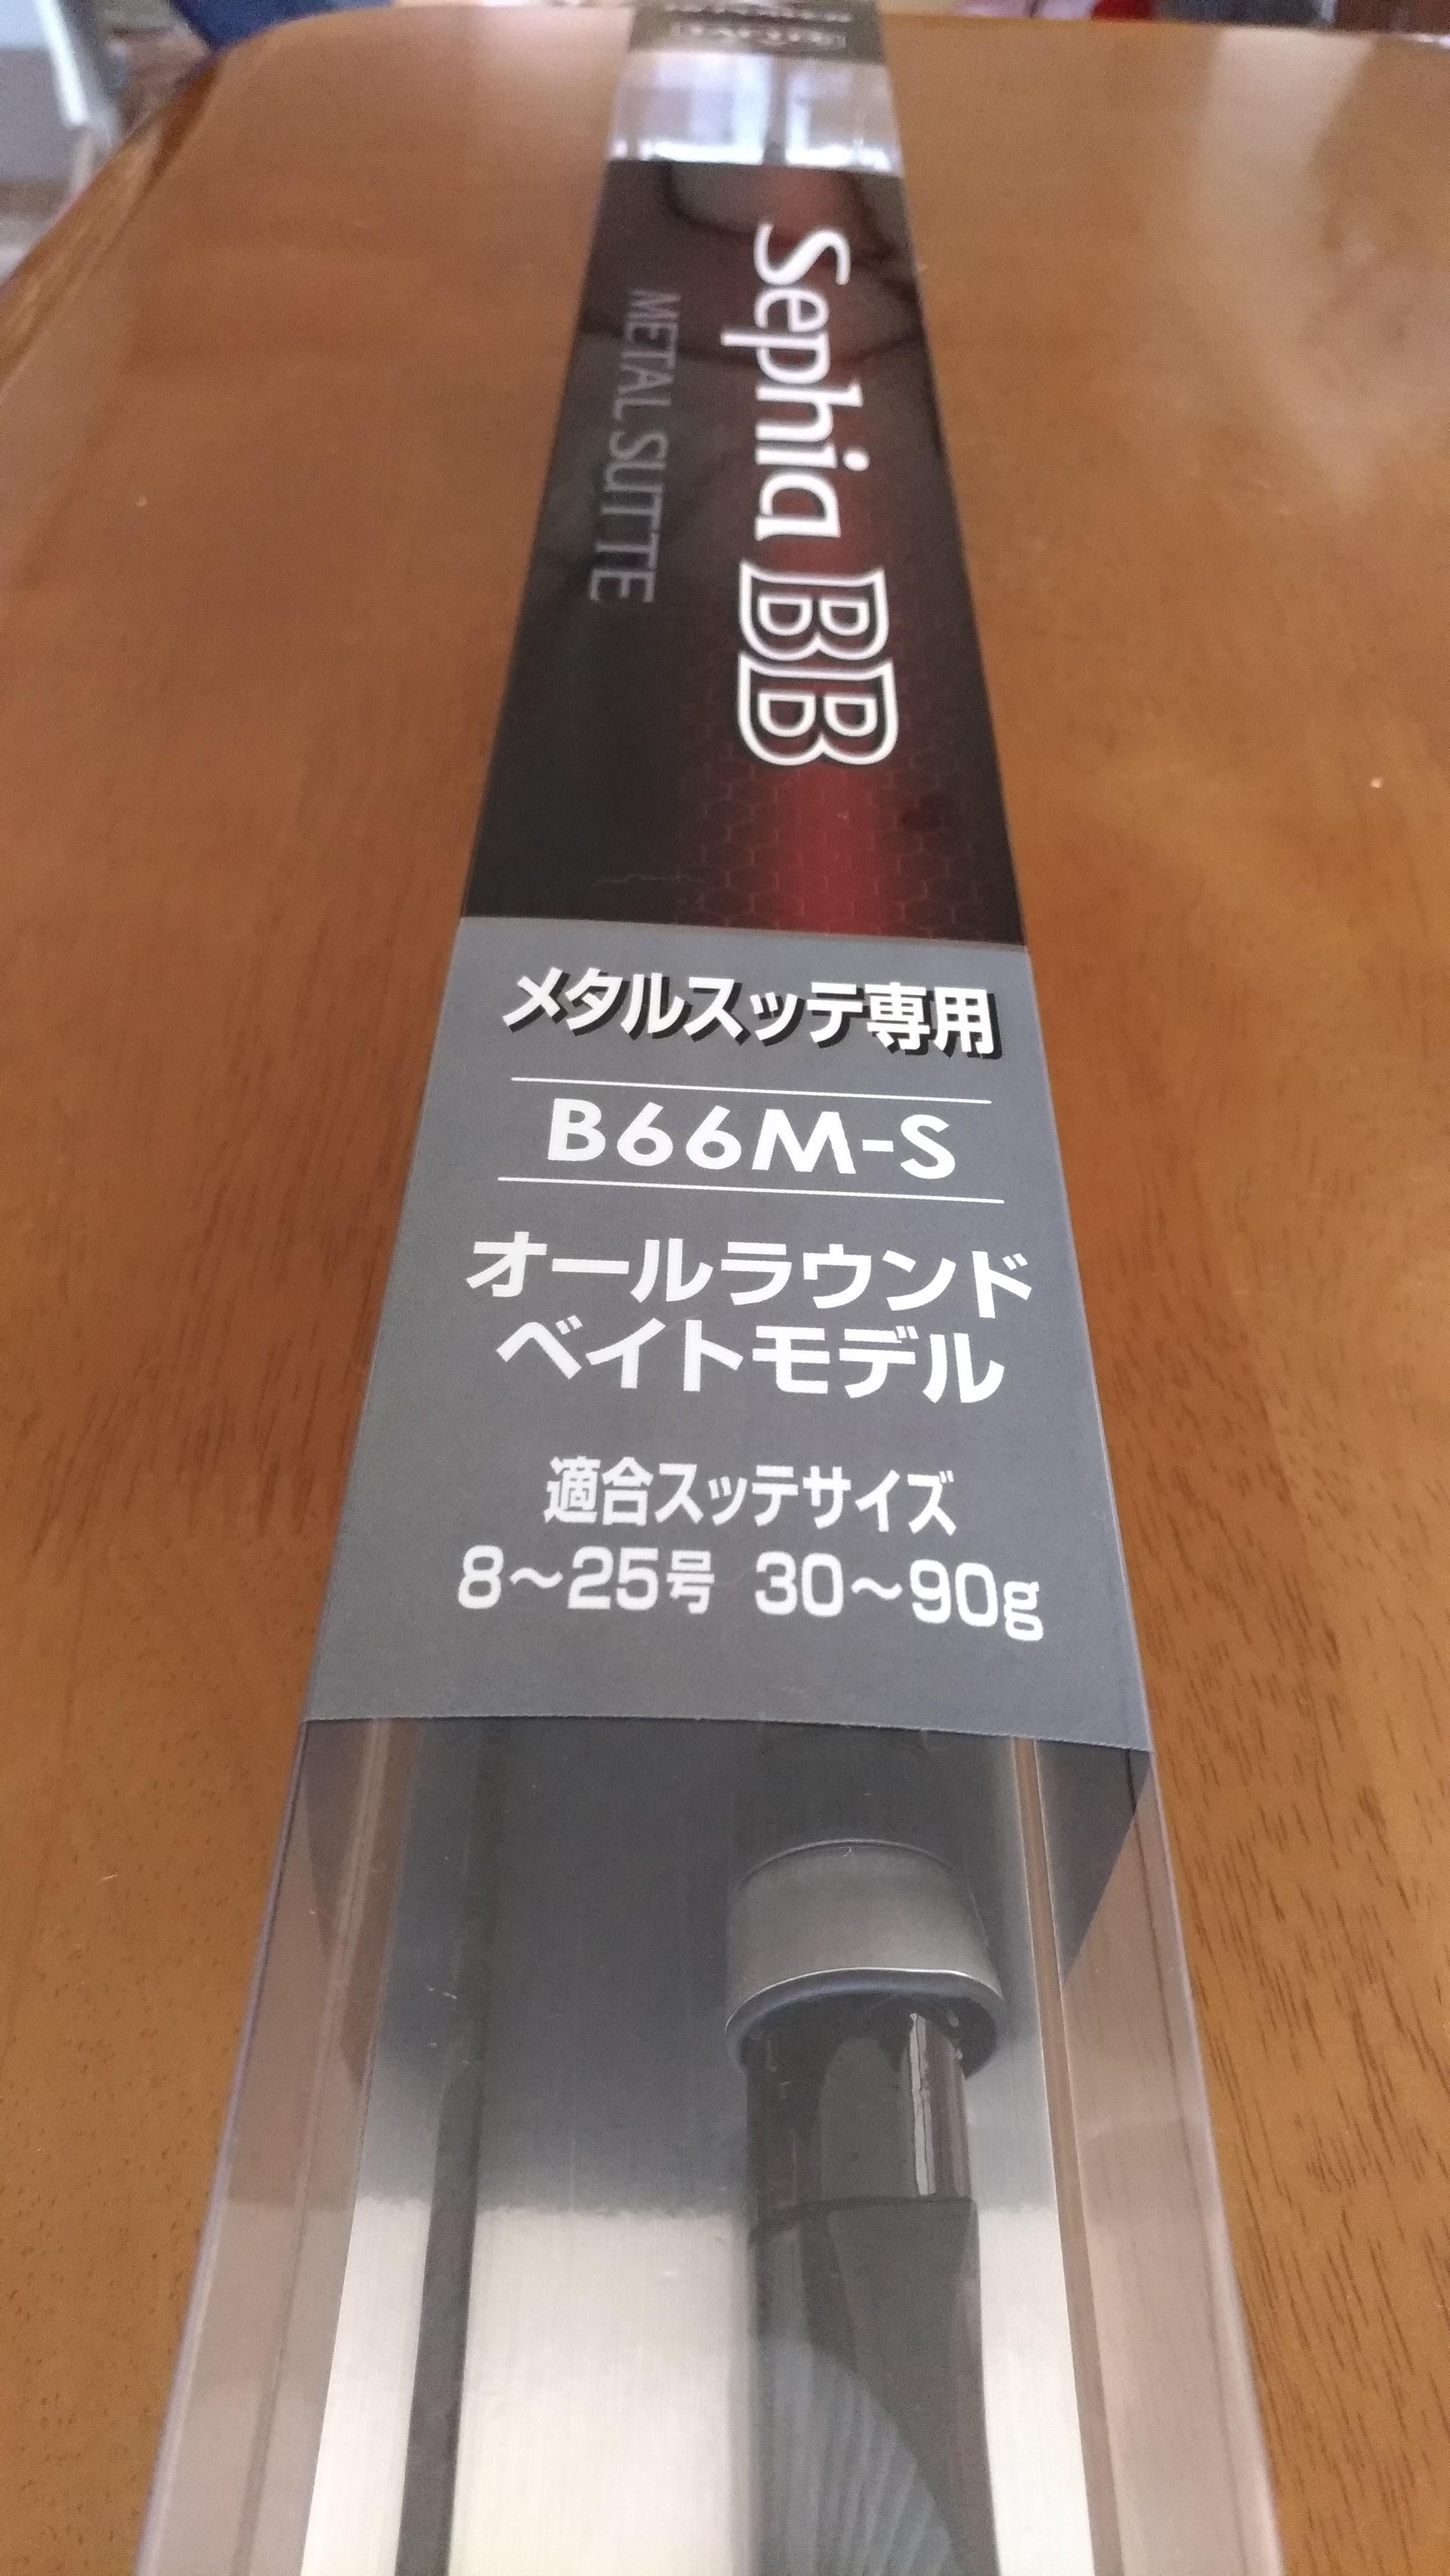 Sephia BB
METAL SUTTE
メタルスッテ専用
B66M-S
オールラウンド
ベイトモデル
適合スッテサイズ
8～25号 30～90g